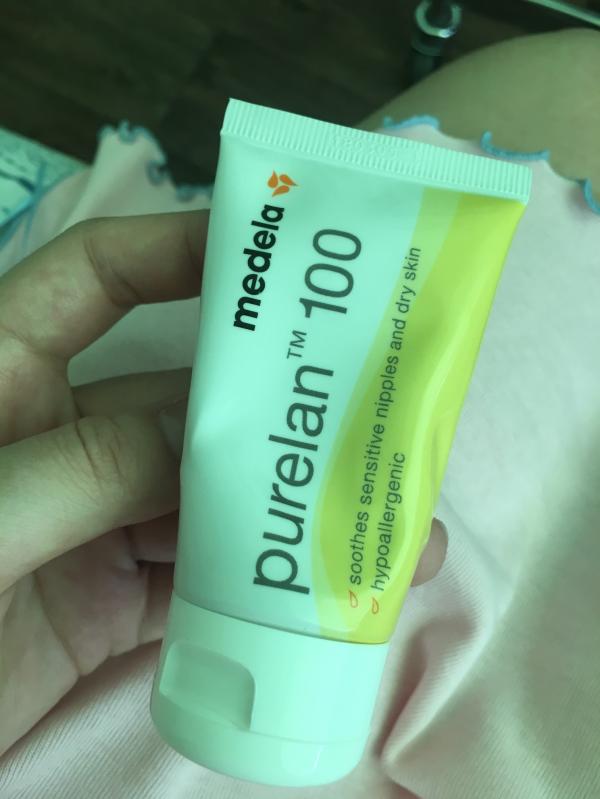 medela
purelan™ 100
soothes sensitive nipples and dry skin
hypoallergenic